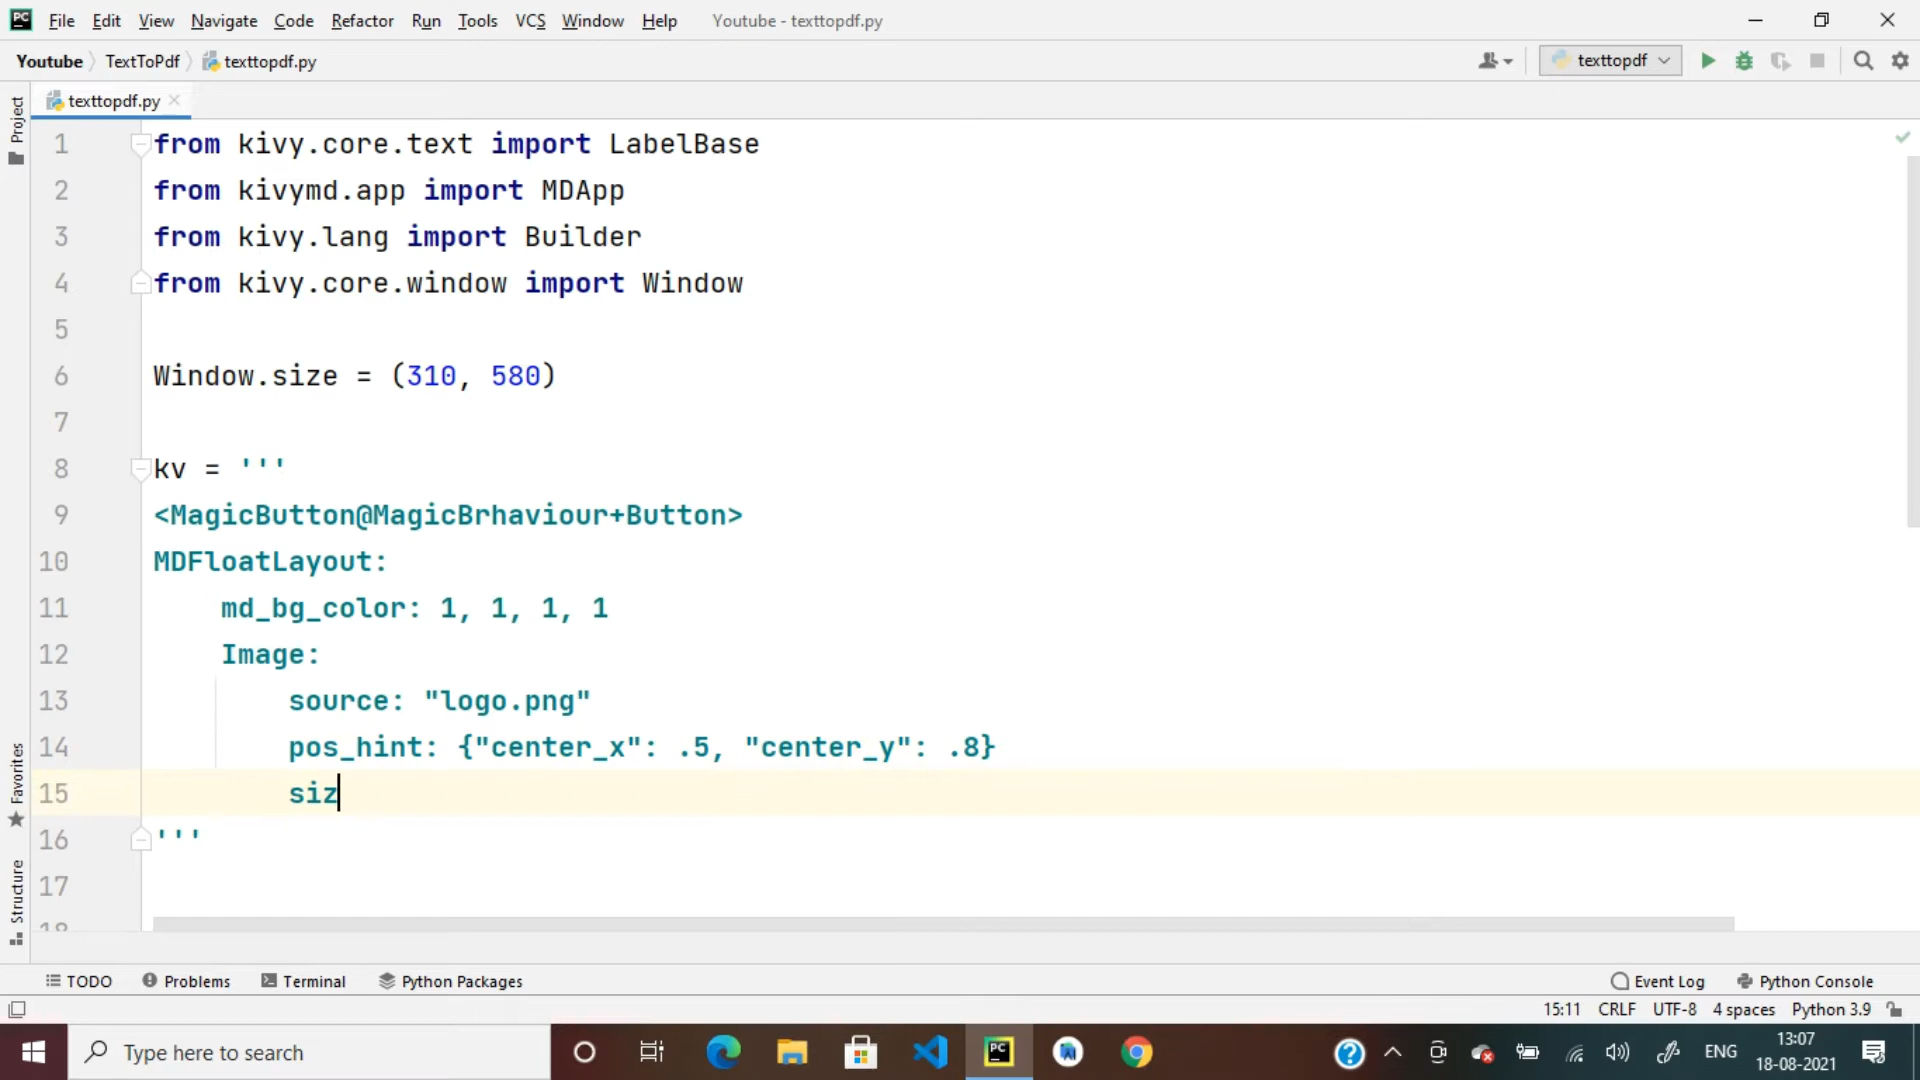 File Edit View Navigate Code Refactor Run Tools VCS Window Help Youtube - texttopdf.py
Youtube TextToPdf texttopdf.py texttopdf
texttopdf.py
Project
1 from kivy.core.text import LabelBase
2 from kivymd.app import MDApp
3 from kivy.lang import Builder
4 from kivy.core.window import Window
5
6 Window.size = (310, 580)
7
8 kv = '''
9 <MagicButton@MagicBrhaviour+Button>
10 MDFloatLayout:
11 md_bg_color: 1, 1, 1, 1
12 Image:
13 source: "logo.png"
14 pos_hint: {"center_x": .5, "center_y": .8}
15 siz
16 '''
17
18
Favorites
Structure
TODO Problems Terminal Python Packages Event Log Python Console
15:11 CRLF UTF-8 4 spaces Python 3.9
Type here to search ENG 13:07
18-08-2021